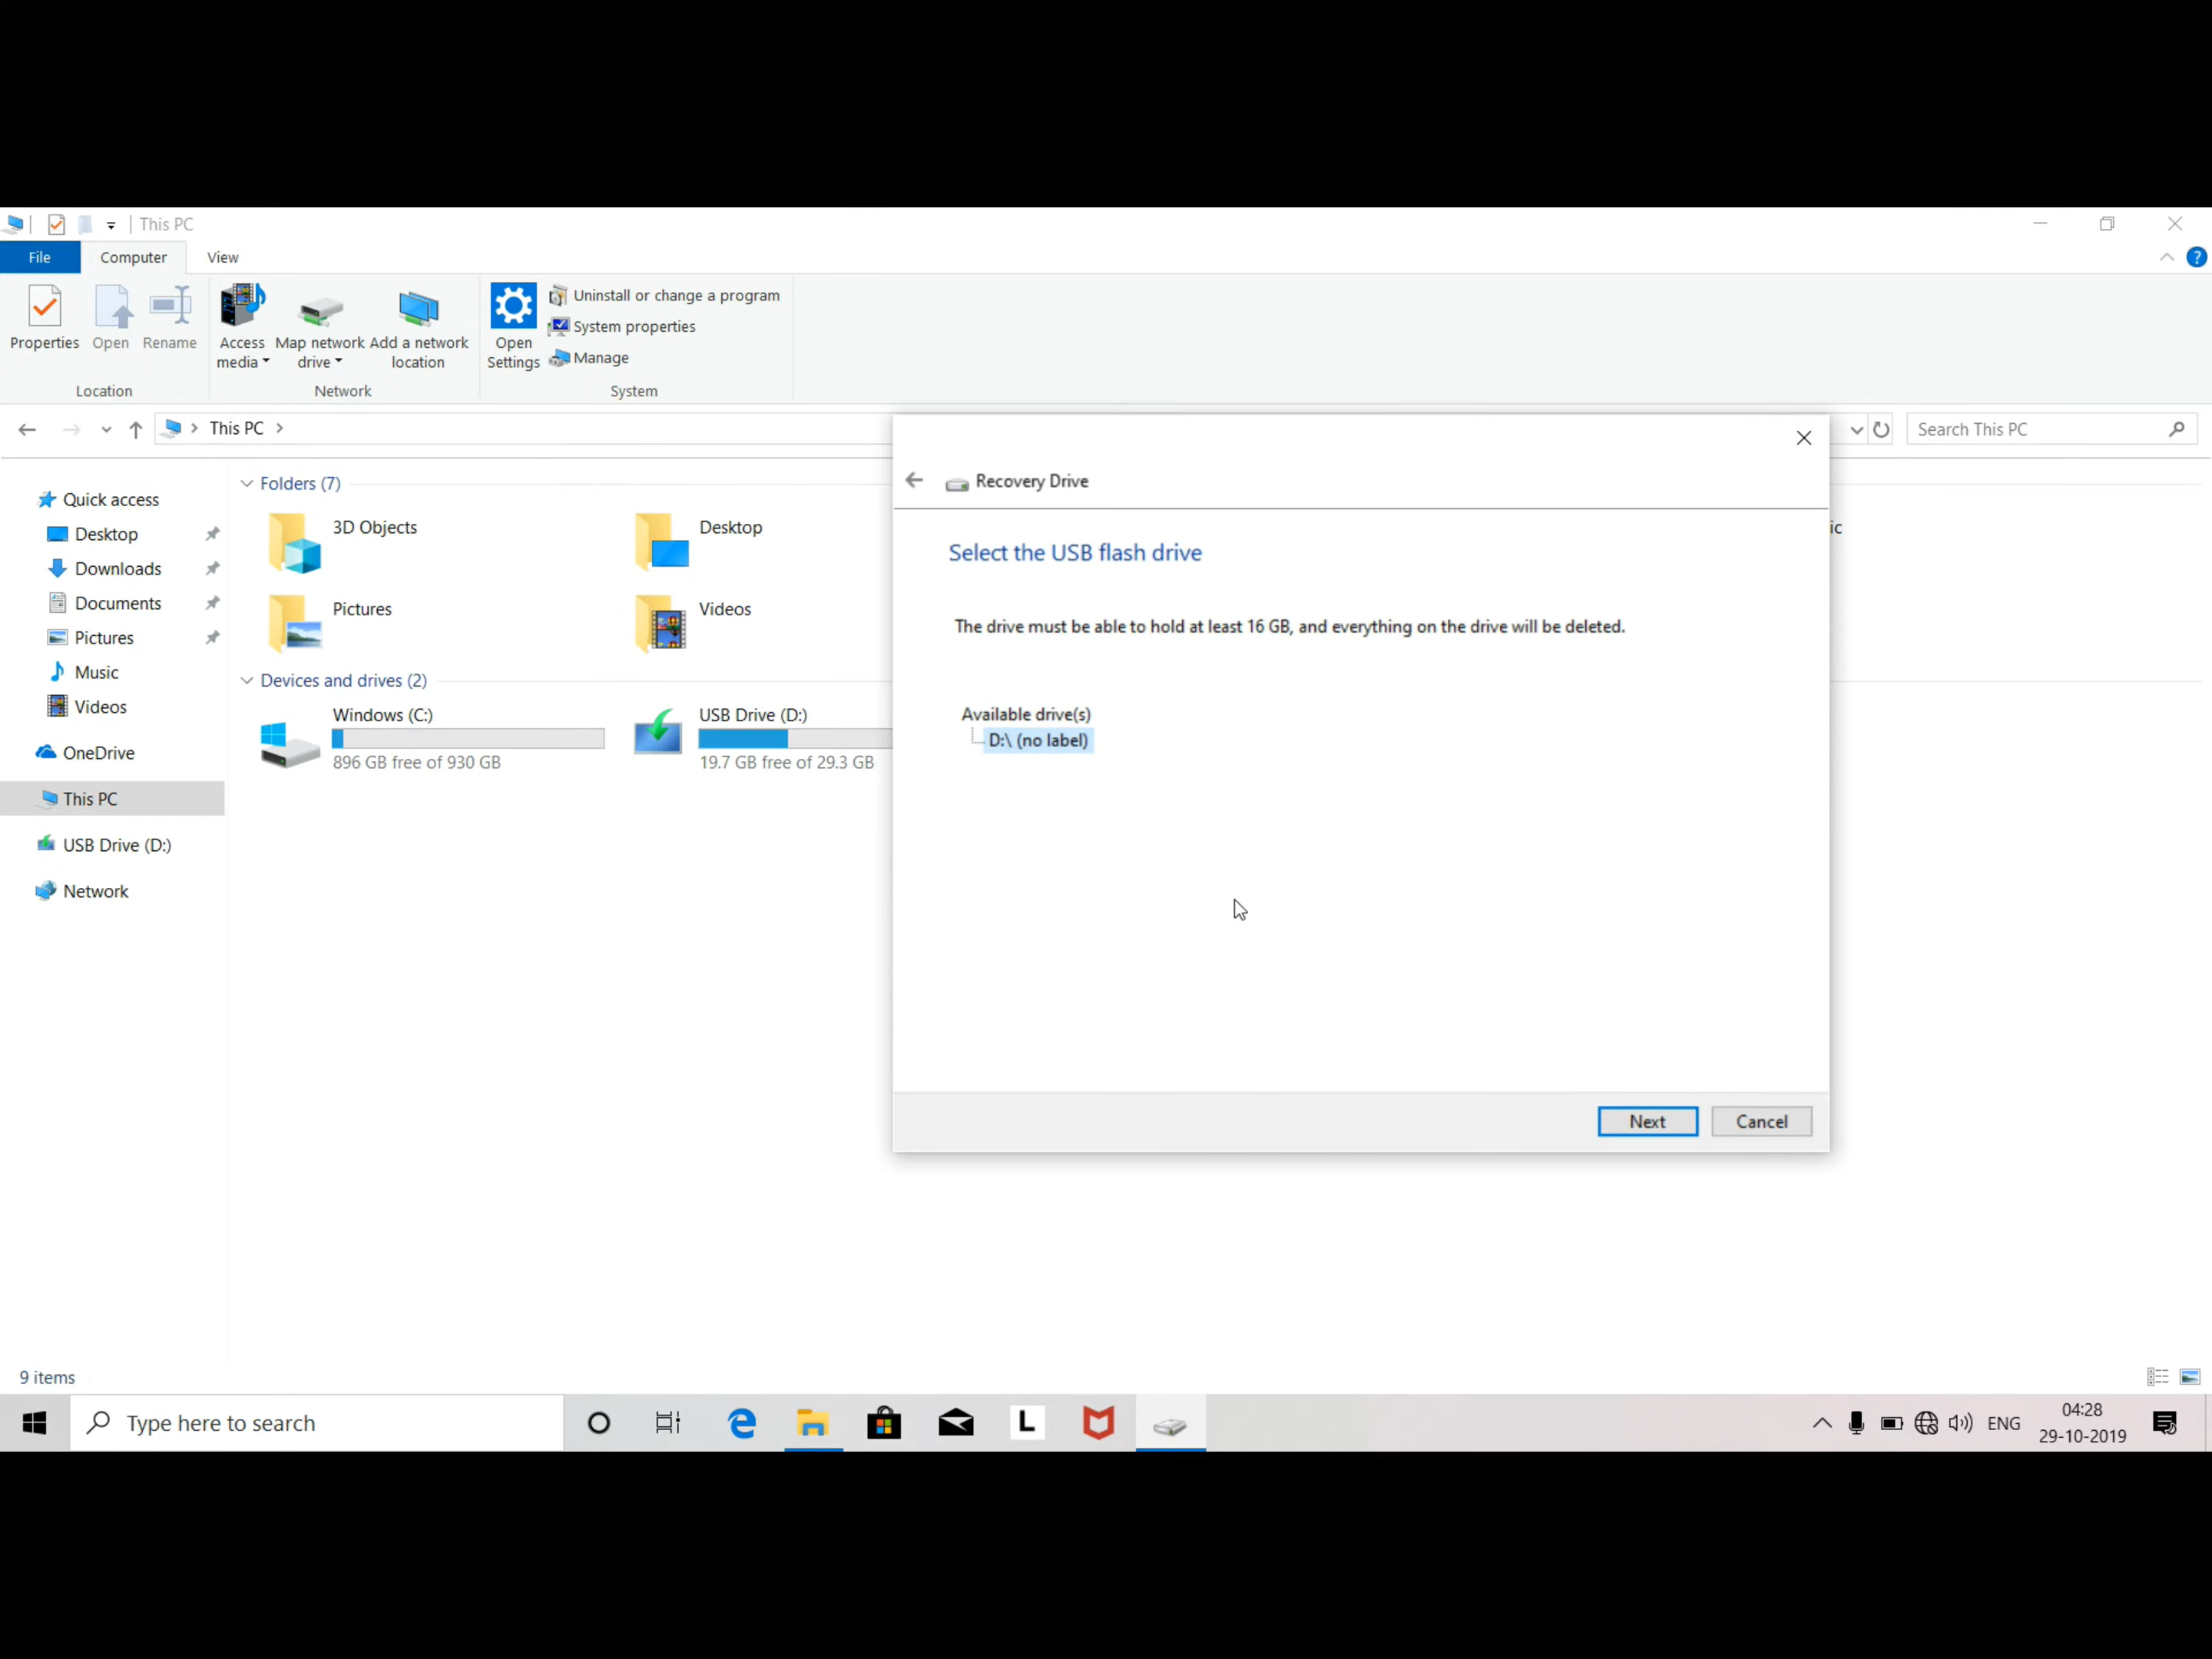 This PC
File Computer View
Uninstall or change a program
System properties
Manage
Properties Open Rename Access media Map network drive Add a network location Open Settings
Location Network System
This PC
Search This PC
Quick access
Desktop
Downloads
Documents
Pictures
Music
Videos
OneDrive
This PC
USB Drive (D:)
Network
Folders (7)
3D Objects Desktop ic
Pictures Videos
Devices and drives (2)
Windows (C:) USB Drive (D:)
896 GB free of 930 GB 19.7 GB free of 29.3 GB
Recovery Drive
Select the USB flash drive
The drive must be able to hold at least 16 GB, and everything on the drive will be deleted.
Available drive(s)
D:\ (no label)
Next Cancel
9 items
Type here to search
L
ENG
04:28
29-10-2019